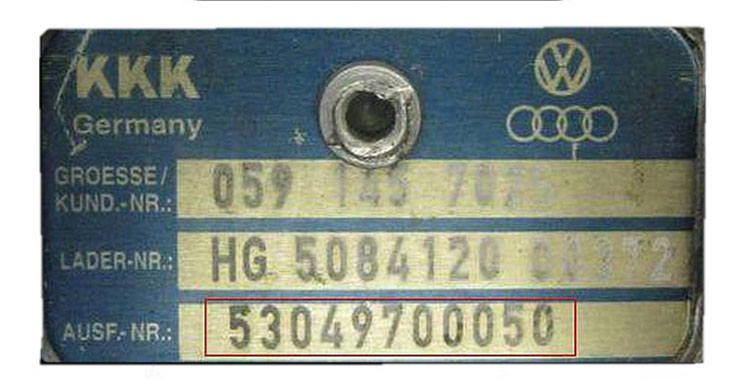 KKK
Germany
GROESSE/
KUND.-NR.: 059 145
LADER-NR.: HG 5084120
AUSF.-NR.: 53049700050